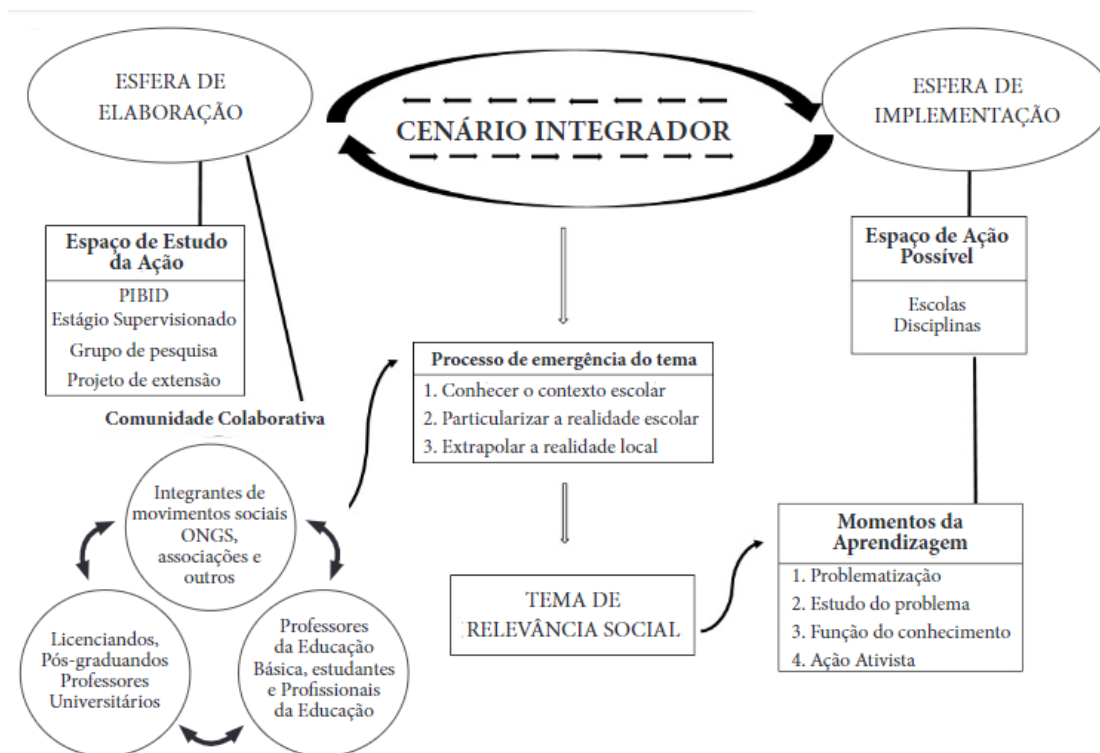 ESFERA DE
ELABORAÇÃO
CENÁRIO INTEGRADOR
ESFERA DE
IMPLEMENTAÇÃO
Espaço de Estudo
da Ação
PIBID
Estágio Supervisionado
Grupo de pesquisa
Projeto de extensão
Espaço de Ação
Possível
Escolas
Disciplinas
Comunidade Colaborativa
Integrantes de
movimentos sociais
ONGS,
associações e
outros
Licenciandos,
Pós-graduandos
Professores
Universitários
Professores
da Educação
Básica, estudantes
e Profissionais
da Educação
Processo de emergência do tema
1. Conhecer o contexto escolar
2. Particularizar a realidade escolar
3. Extrapolar a realidade local
TEMA DE
RELEVÂNCIA SOCIAL
Momentos da
Aprendizagem
1. Problematização
2. Estudo do problema
3. Função do conhecimento
4. Ação Ativista